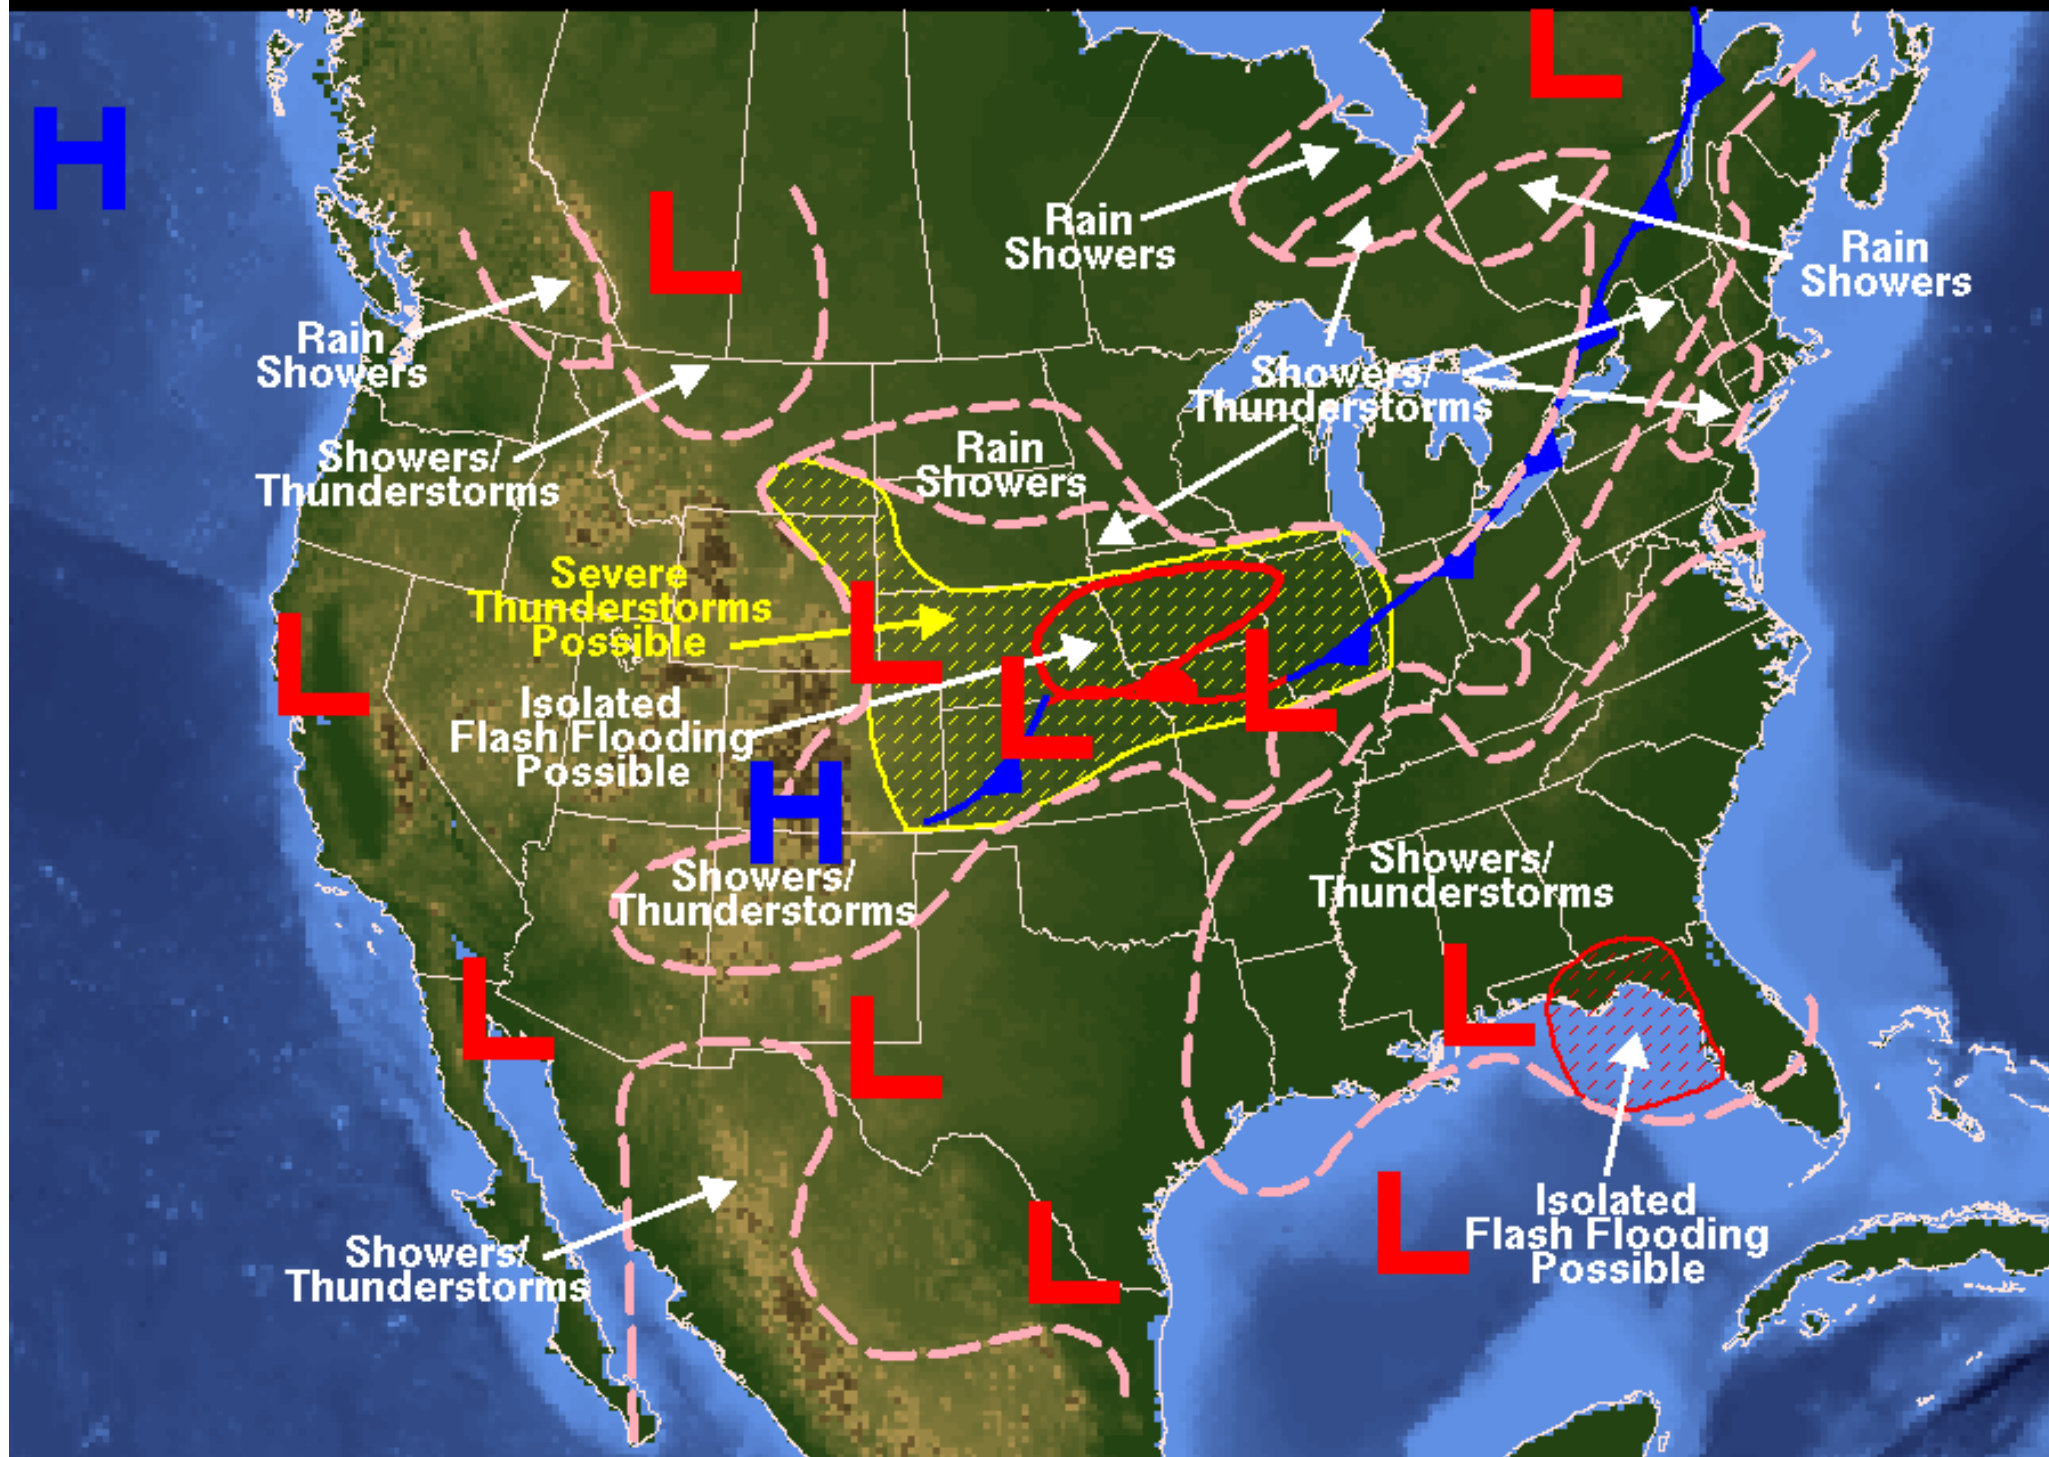 H
L
L
Rain
Showers
Rain
Showers
Rain
Showers
Showers/
Thunderstorms
Showers/
Thunderstorms
Rain
Showers
Severe
Thunderstorms
Possible
L
L
L
L
Isolated
Flash Flooding
Possible
H
Showers/
Thunderstorms
Showers/
Thunderstorms
L
L
L
Isolated
Flash Flooding
Possible
L
L
Showers/
Thunderstorms